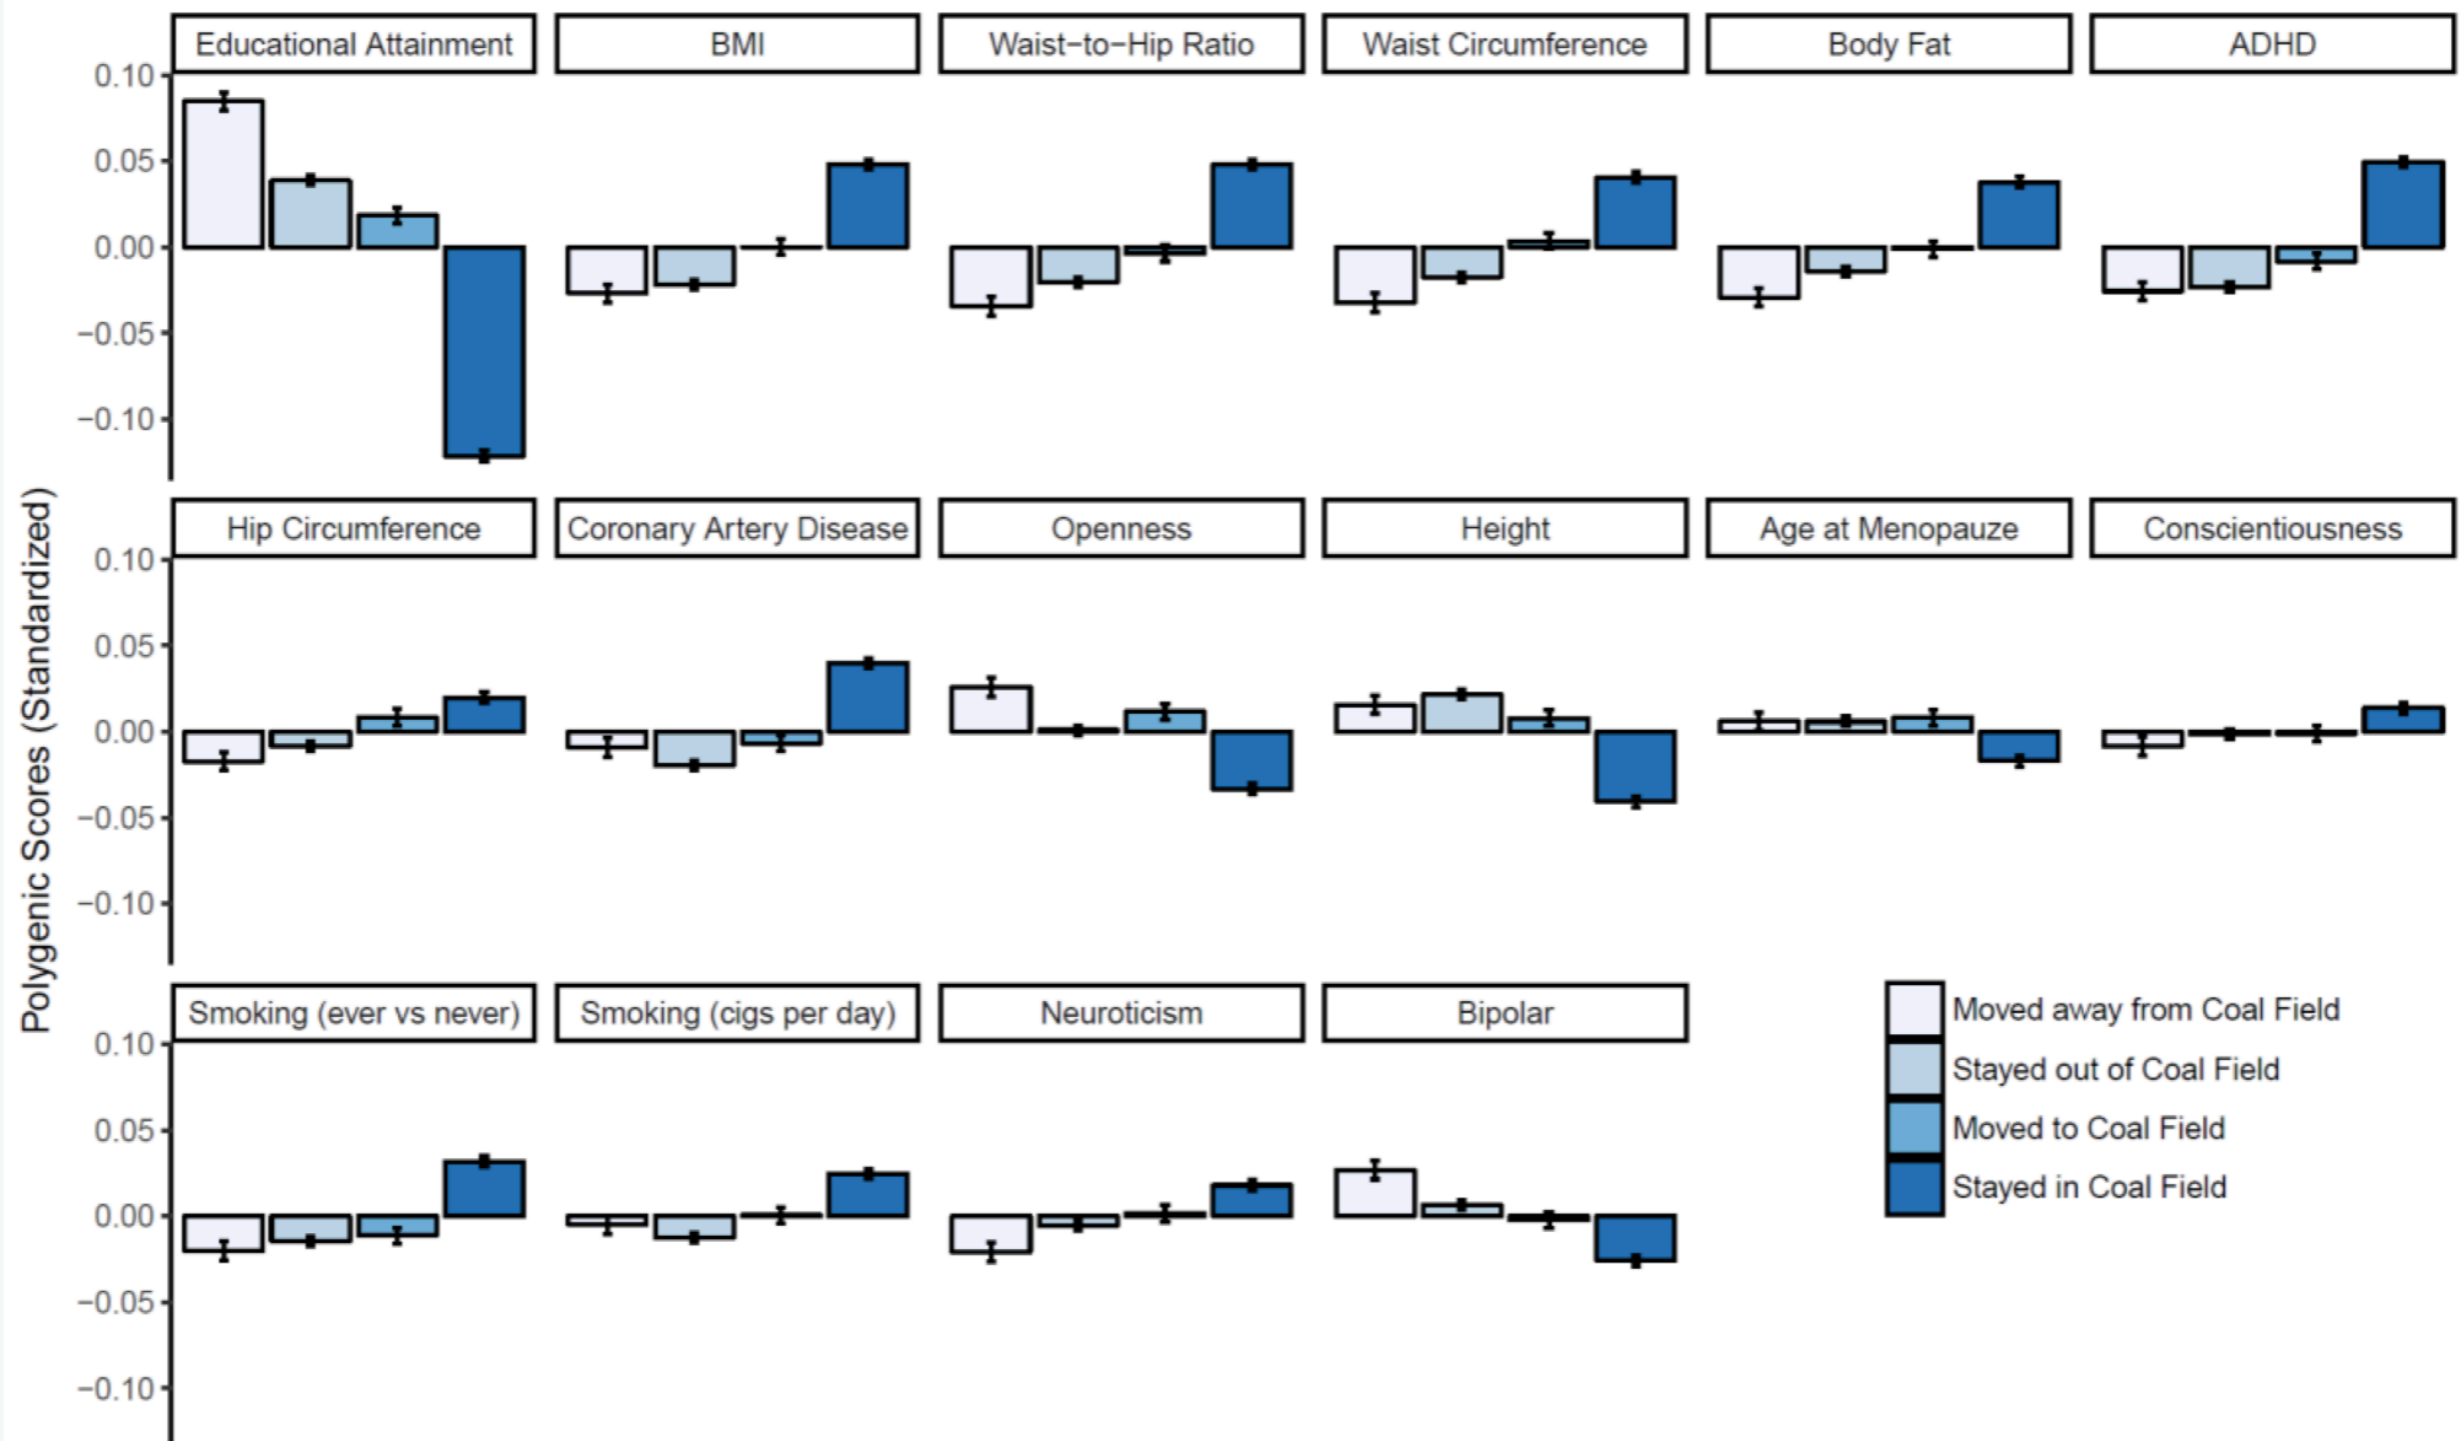 Educational Attainment BMI Waist−to−Hip Ratio Waist Circumference Body Fat ADHD
0.10
0.05
0.00
−0.05
−0.10
Polygenic Scores (Standardized)
Hip Circumference Coronary Artery Disease Openness Height Age at Menopauze Conscientiousness
0.10
0.05
0.00
−0.05
−0.10
Smoking (ever vs never) Smoking (cigs per day) Neuroticism Bipolar
0.10
0.05
0.00
−0.05
−0.10
Moved away from Coal Field
Stayed out of Coal Field
Moved to Coal Field
Stayed in Coal Field